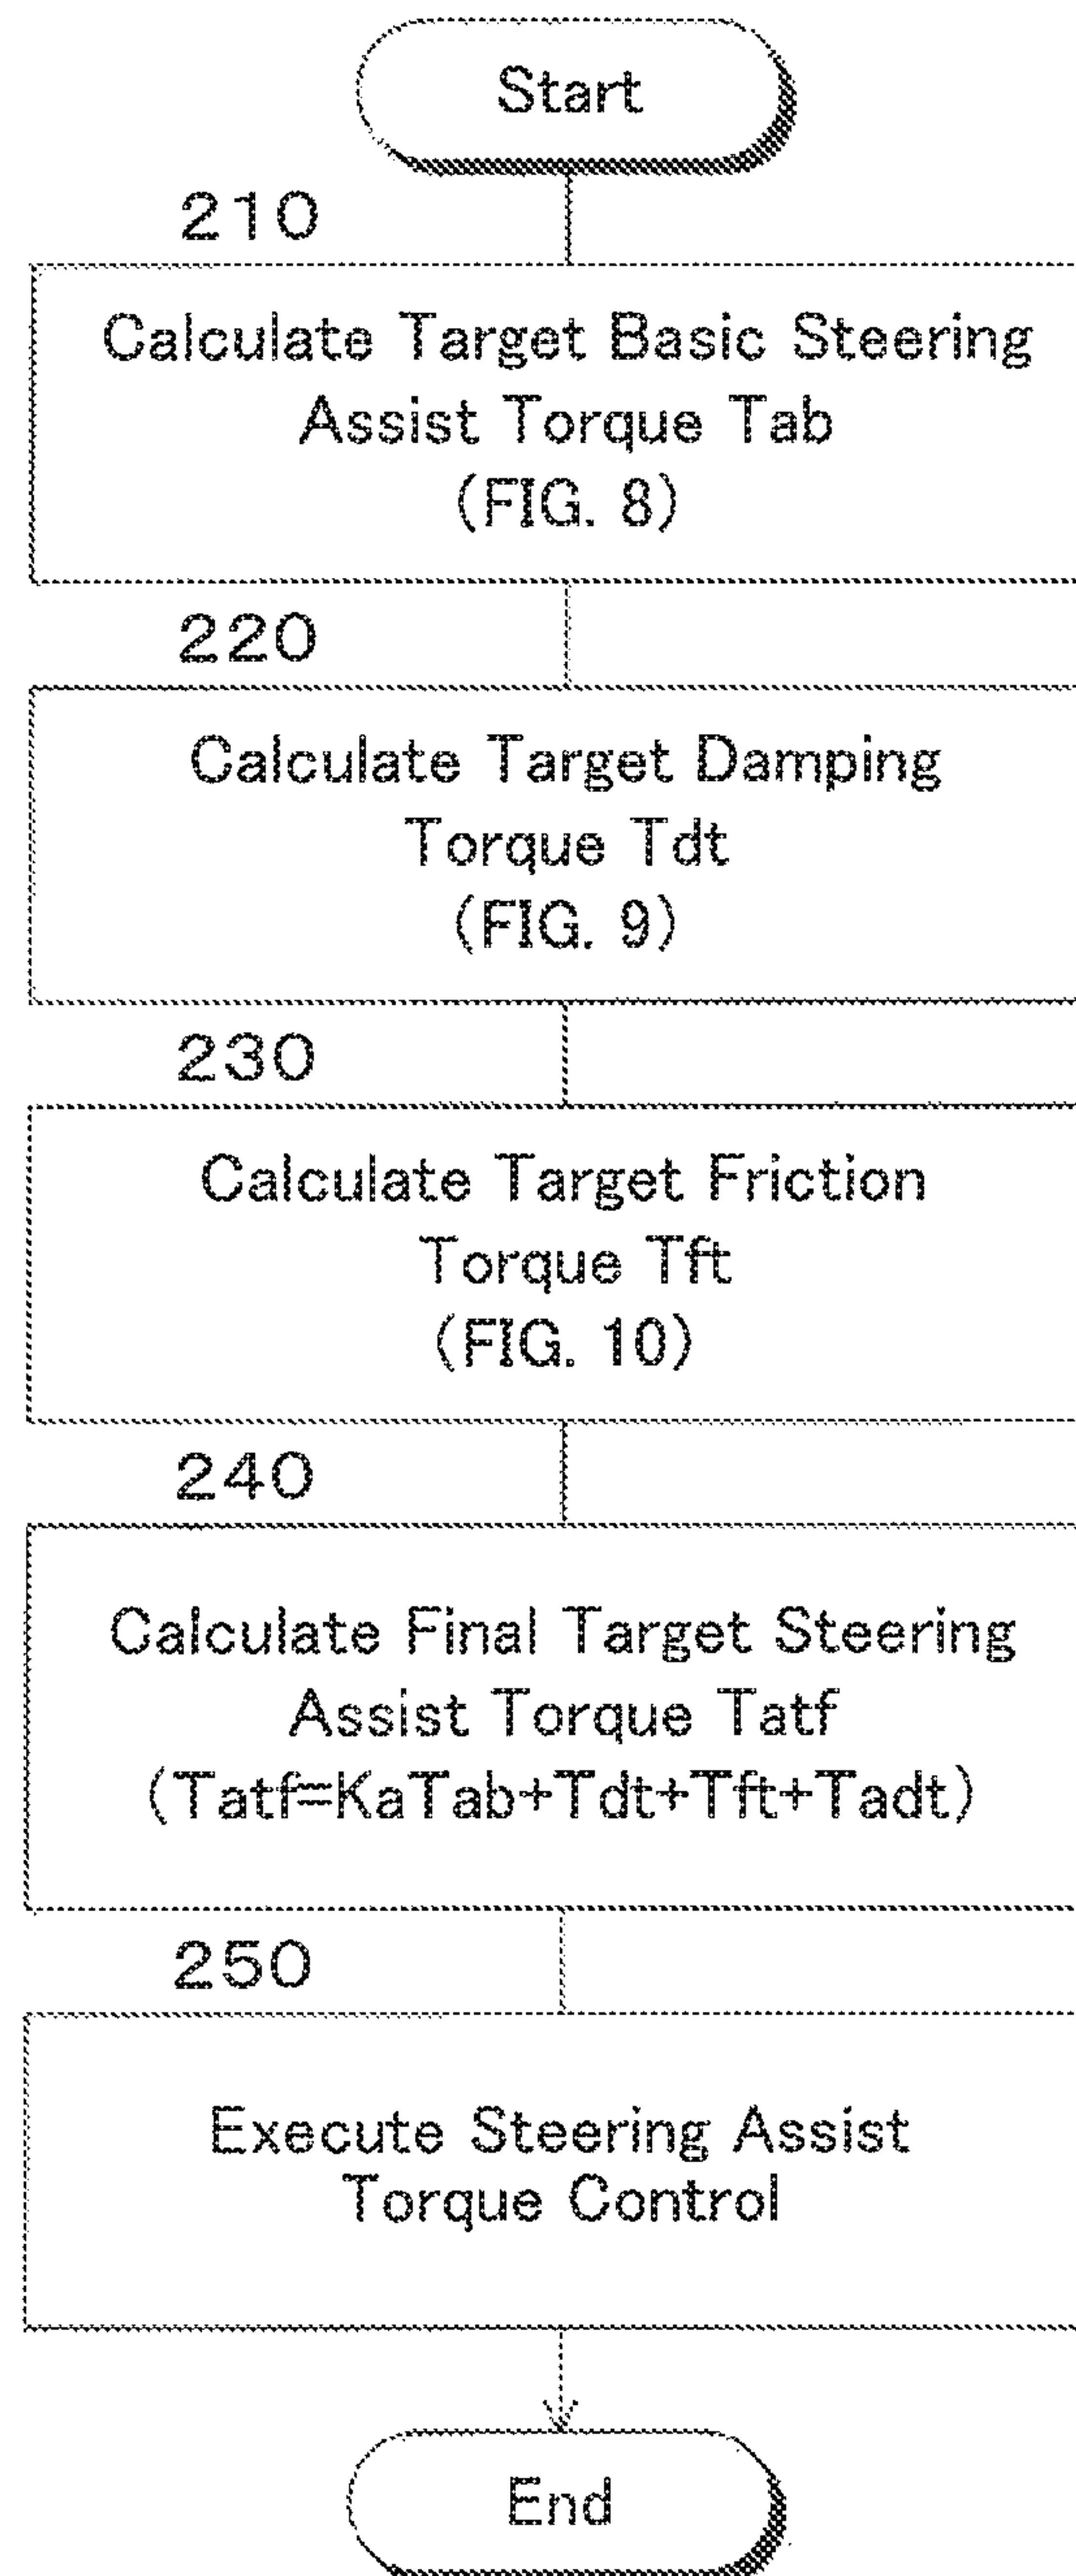 Start
210
Calculate Target Basic Steering
Assist Torque Tab
(FIG. 8)
220
Calculate Target Damping
Torque Tdt
(FIG. 9)
230
Calculate Target Friction
Torque Tft
(FIG. 10)
240
Calculate Final Target Steering
Assist Torque Tatf
(Tatf=KaTab+Tdt+Tft+Tadt)
250
Execute Steering Assist
Torque Control
End